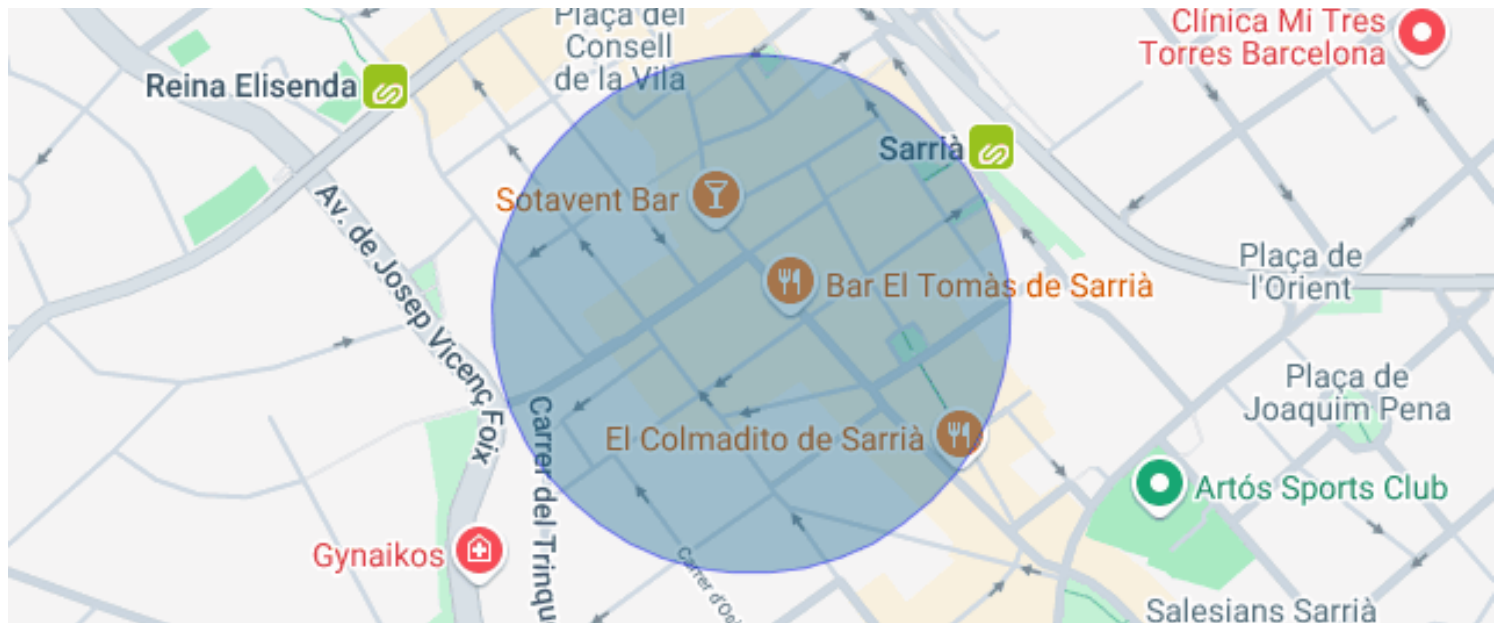 Plaça del
Consell
de la Vila
Clínica Mi Tres
Torres Barcelona
Reina Elisenda
Sarrià
Sotavent Bar
Av. de Josep Vicenç Foix
Bar El Tomàs de Sarrià
Plaça de
l'Orient
Plaça de
Joaquim Pena
Carrer del Trinqu
El Colmadito de Sarrià
Artós Sports Club
Gynaikos
Salesians Sarrià